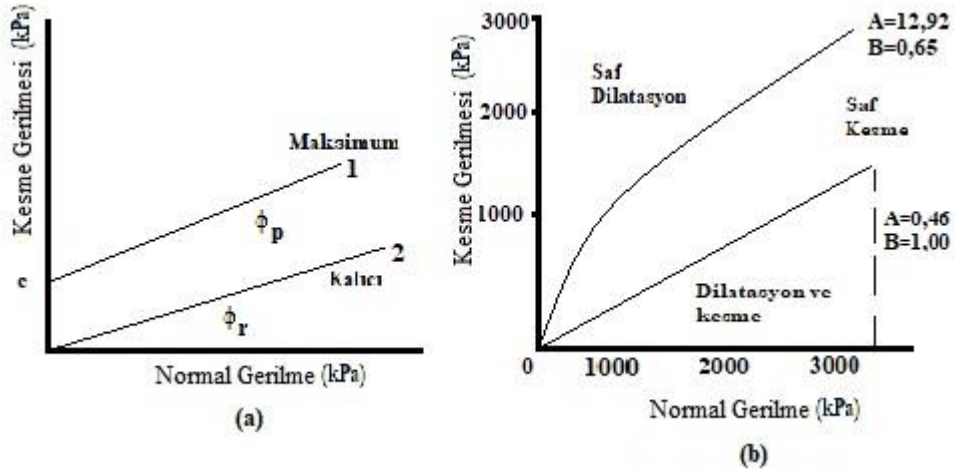 Kesme Gerilmesi (kPa)
Maksimum
1
ϕp
2
Kalıcı
ϕr
c
Normal Gerilme (kPa)
(a)
Kesme Gerilmesi (kPa)
3000
2000
1000
A=12,92
B=0,65
Saf
Dilatasyon
Saf
Kesme
A=0,46
B=1,00
Dilatasyon ve
kesme
0 1000 2000 3000
Normal Gerilme (kPa)
(b)